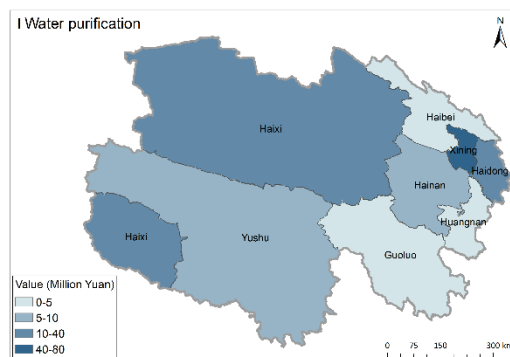 I Water purification
N
Haibei
Haixi
Xining
Haidong
Hainan
Huangnan
Haixi
Yushu
Guoluo
Value (Million Yuan)
0-5
5-10
10-40
40-80
0 75 150 300 km